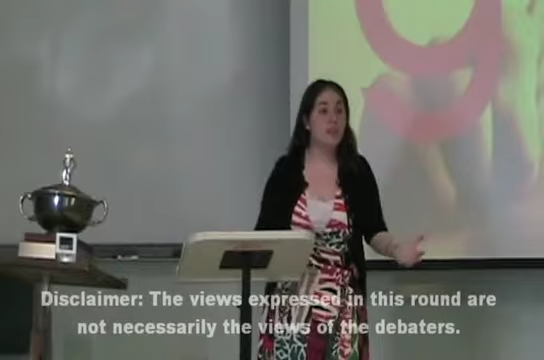 Disclaimer: The views expressed in this round are
not necessarily the views of the debaters.